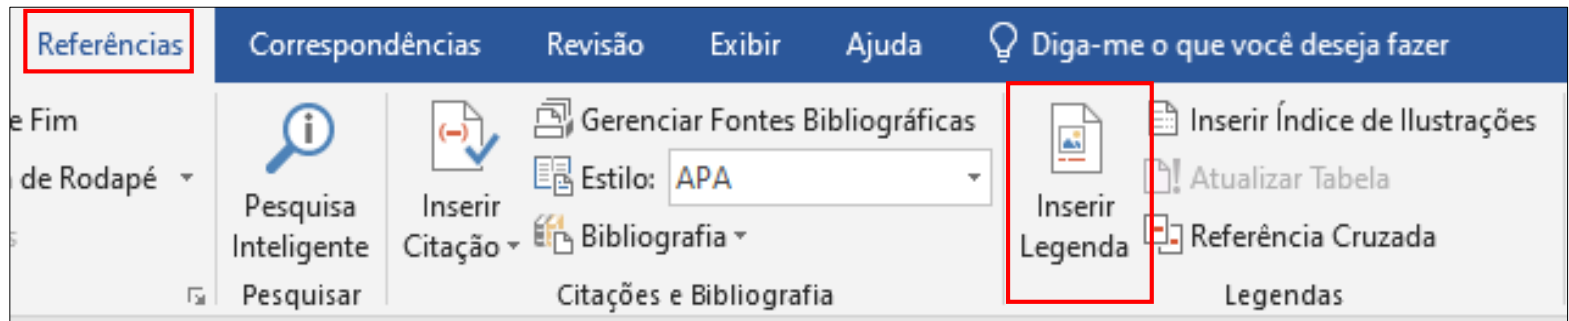 Referências Correspondências Revisão Exibir Ajuda Diga-me o que você deseja fazer
e Fim
de Rodapé
s
Pesquisa
Inteligente
Pesquisar
Inserir
Citação
Gerenciar Fontes Bibliográficas
Estilo: APA
Bibliografia
Citações e Bibliografia
Inserir
Legenda
Inserir Índice de Ilustrações
Atualizar Tabela
Referência Cruzada
Legendas